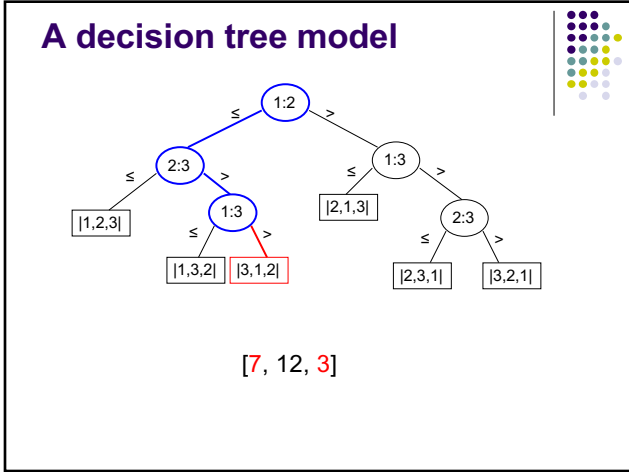 A decision tree model
1:2
≤ >
2:3 1:3
≤ > ≤ >
|1,2,3| 1:3 |2,1,3| 2:3
≤ > ≤ >
|1,3,2| |3,1,2| |2,3,1| |3,2,1|
[7, 12, 3]